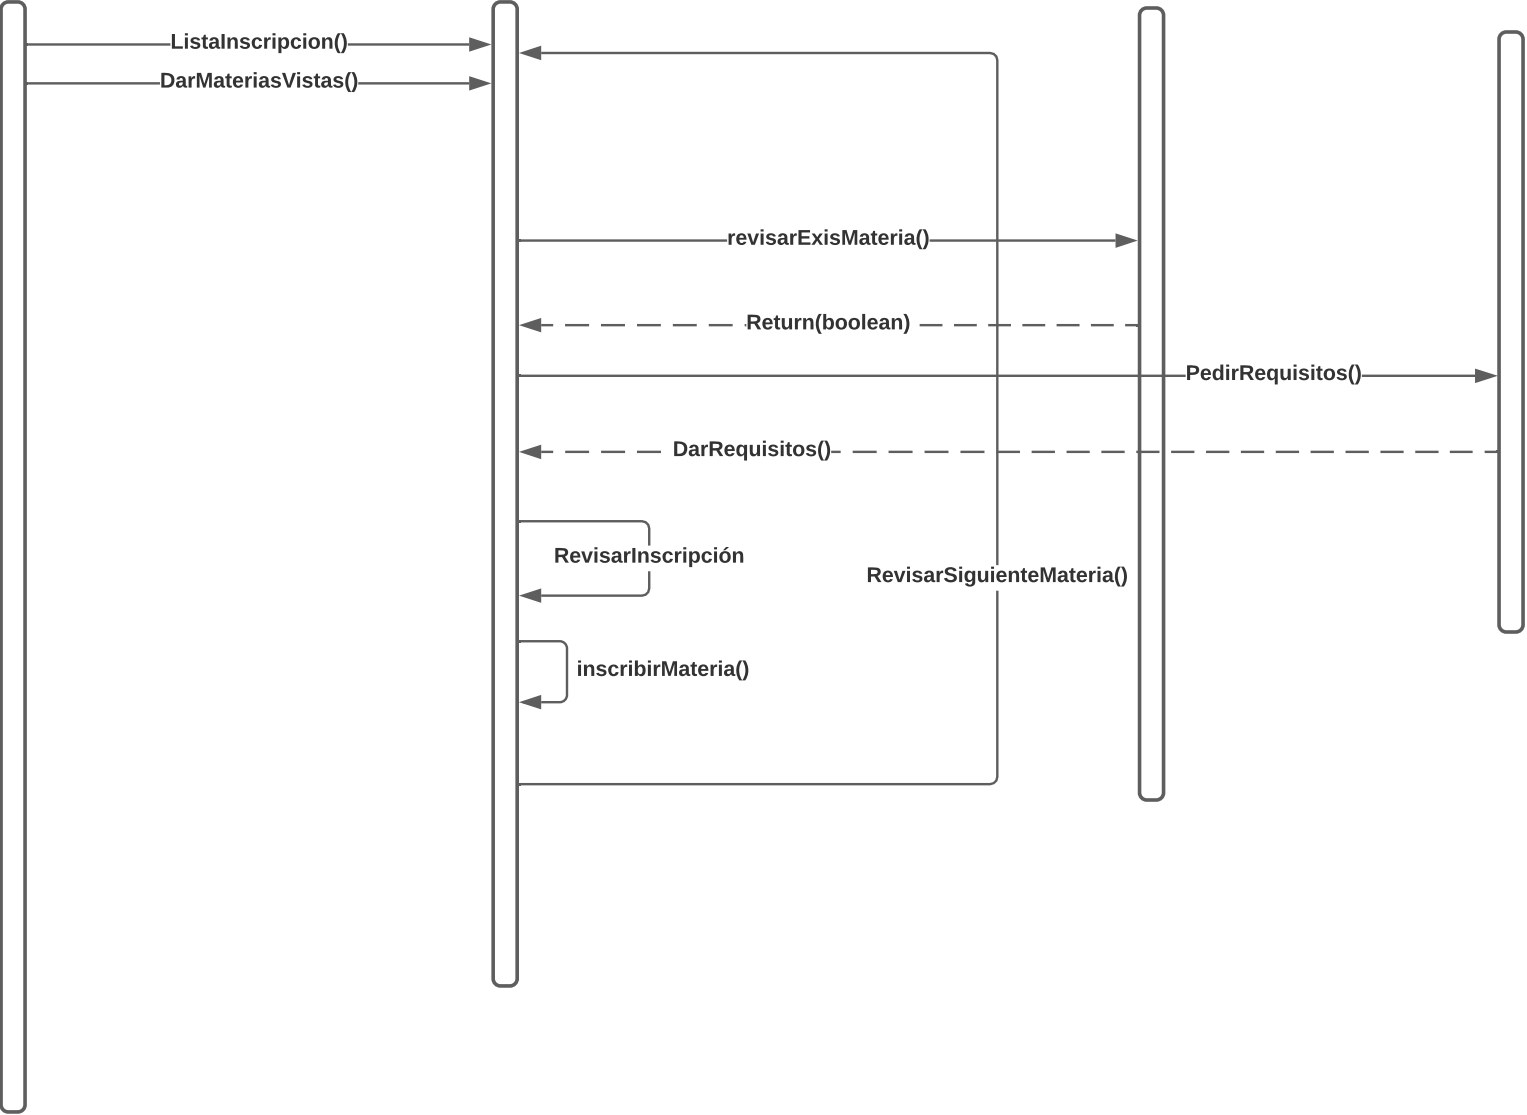 ListaInscripcion()
DarMateriasVistas()
revisarExisMateria()
Return(boolean)
PedirRequisitos()
DarRequisitos()
RevisarInscripción
RevisarSiguienteMateria()
inscribirMateria()